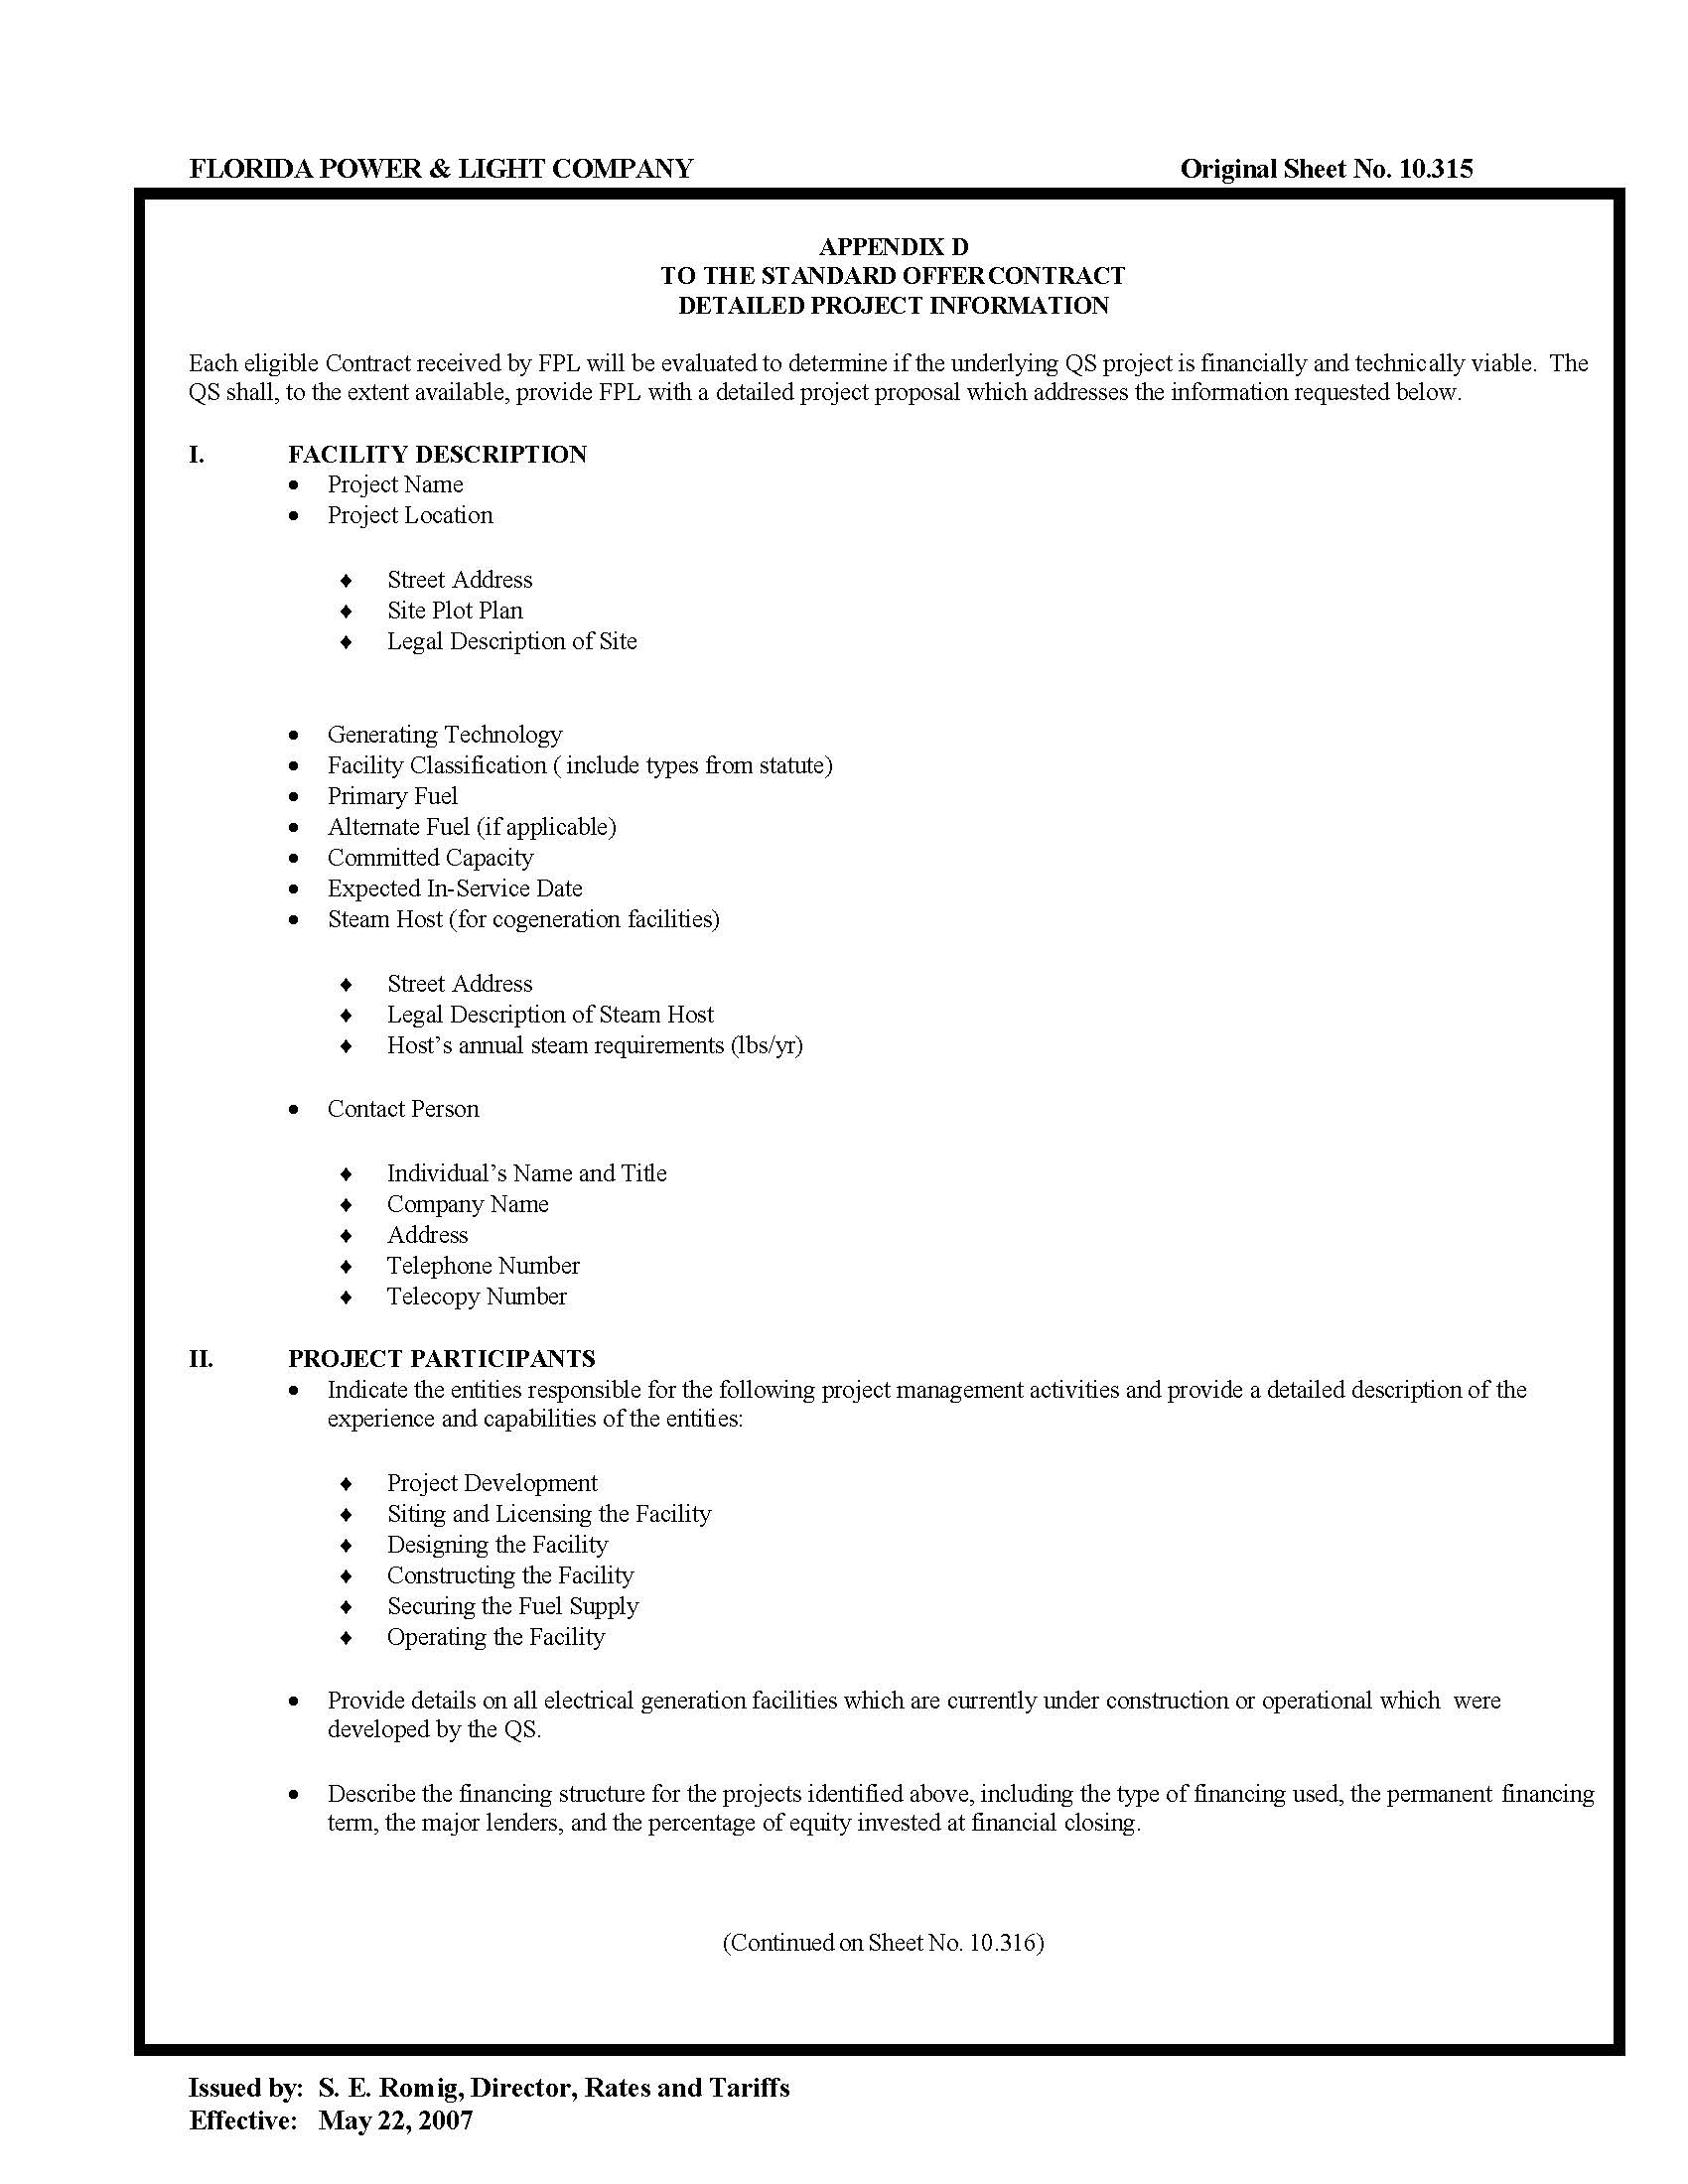 FLORIDA POWER & LIGHT COMPANY Original Sheet No. 10.315
APPENDIX D
TO THE STANDARD OFFER CONTRACT
DETAILED PROJECT INFORMATION
Each eligible Contract received by FPL will be evaluated to determine if the underlying QS project is financially and technically viable. The
QS shall, to the extent available, provide FPL with a detailed project proposal which addresses the information requested below.
I. FACILITY DESCRIPTION
• Project Name
• Project Location
♦ Street Address
♦ Site Plot Plan
♦ Legal Description of Site
• Generating Technology
• Facility Classification ( include types from statute)
• Primary Fuel
• Alternate Fuel (if applicable)
• Committed Capacity
• Expected In-Service Date
• Steam Host (for cogeneration facilities)
♦ Street Address
♦ Legal Description of Steam Host
♦ Host’s annual steam requirements (lbs/yr)
• Contact Person
♦ Individual’s Name and Title
♦ Company Name
♦ Address
♦ Telephone Number
♦ Telecopy Number
II. PROJECT PARTICIPANTS
• Indicate the entities responsible for the following project management activities and provide a detailed description of the
experience and capabilities of the entities:
♦ Project Development
♦ Siting and Licensing the Facility
♦ Designing the Facility
♦ Constructing the Facility
♦ Securing the Fuel Supply
♦ Operating the Facility
• Provide details on all electrical generation facilities which are currently under construction or operational which were
developed by the QS.
• Describe the financing structure for the projects identified above, including the type of financing used, the permanent financing
term, the major lenders, and the percentage of equity invested at financial closing.
(Continued on Sheet No. 10.316)
Issued by: S. E. Romig, Director, Rates and Tariffs
Effective: May 22, 2007